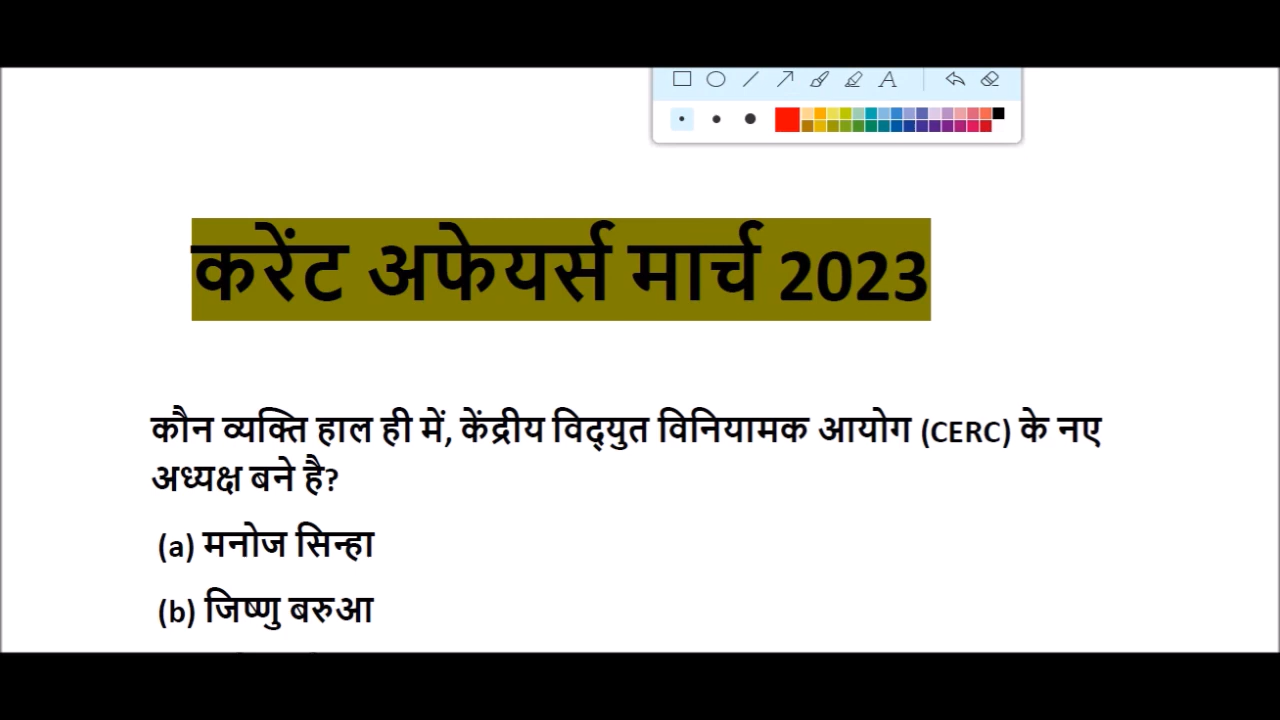 करेंट अफेयर्स मार्च 2023
कौन व्यक्ति हाल ही में, केंद्रीय विद्युत विनियामक आयोग (CERC) के नए
अध्यक्ष बने है?
(a) मनोज सिन्हा
(b) जिष्णु बरुआ